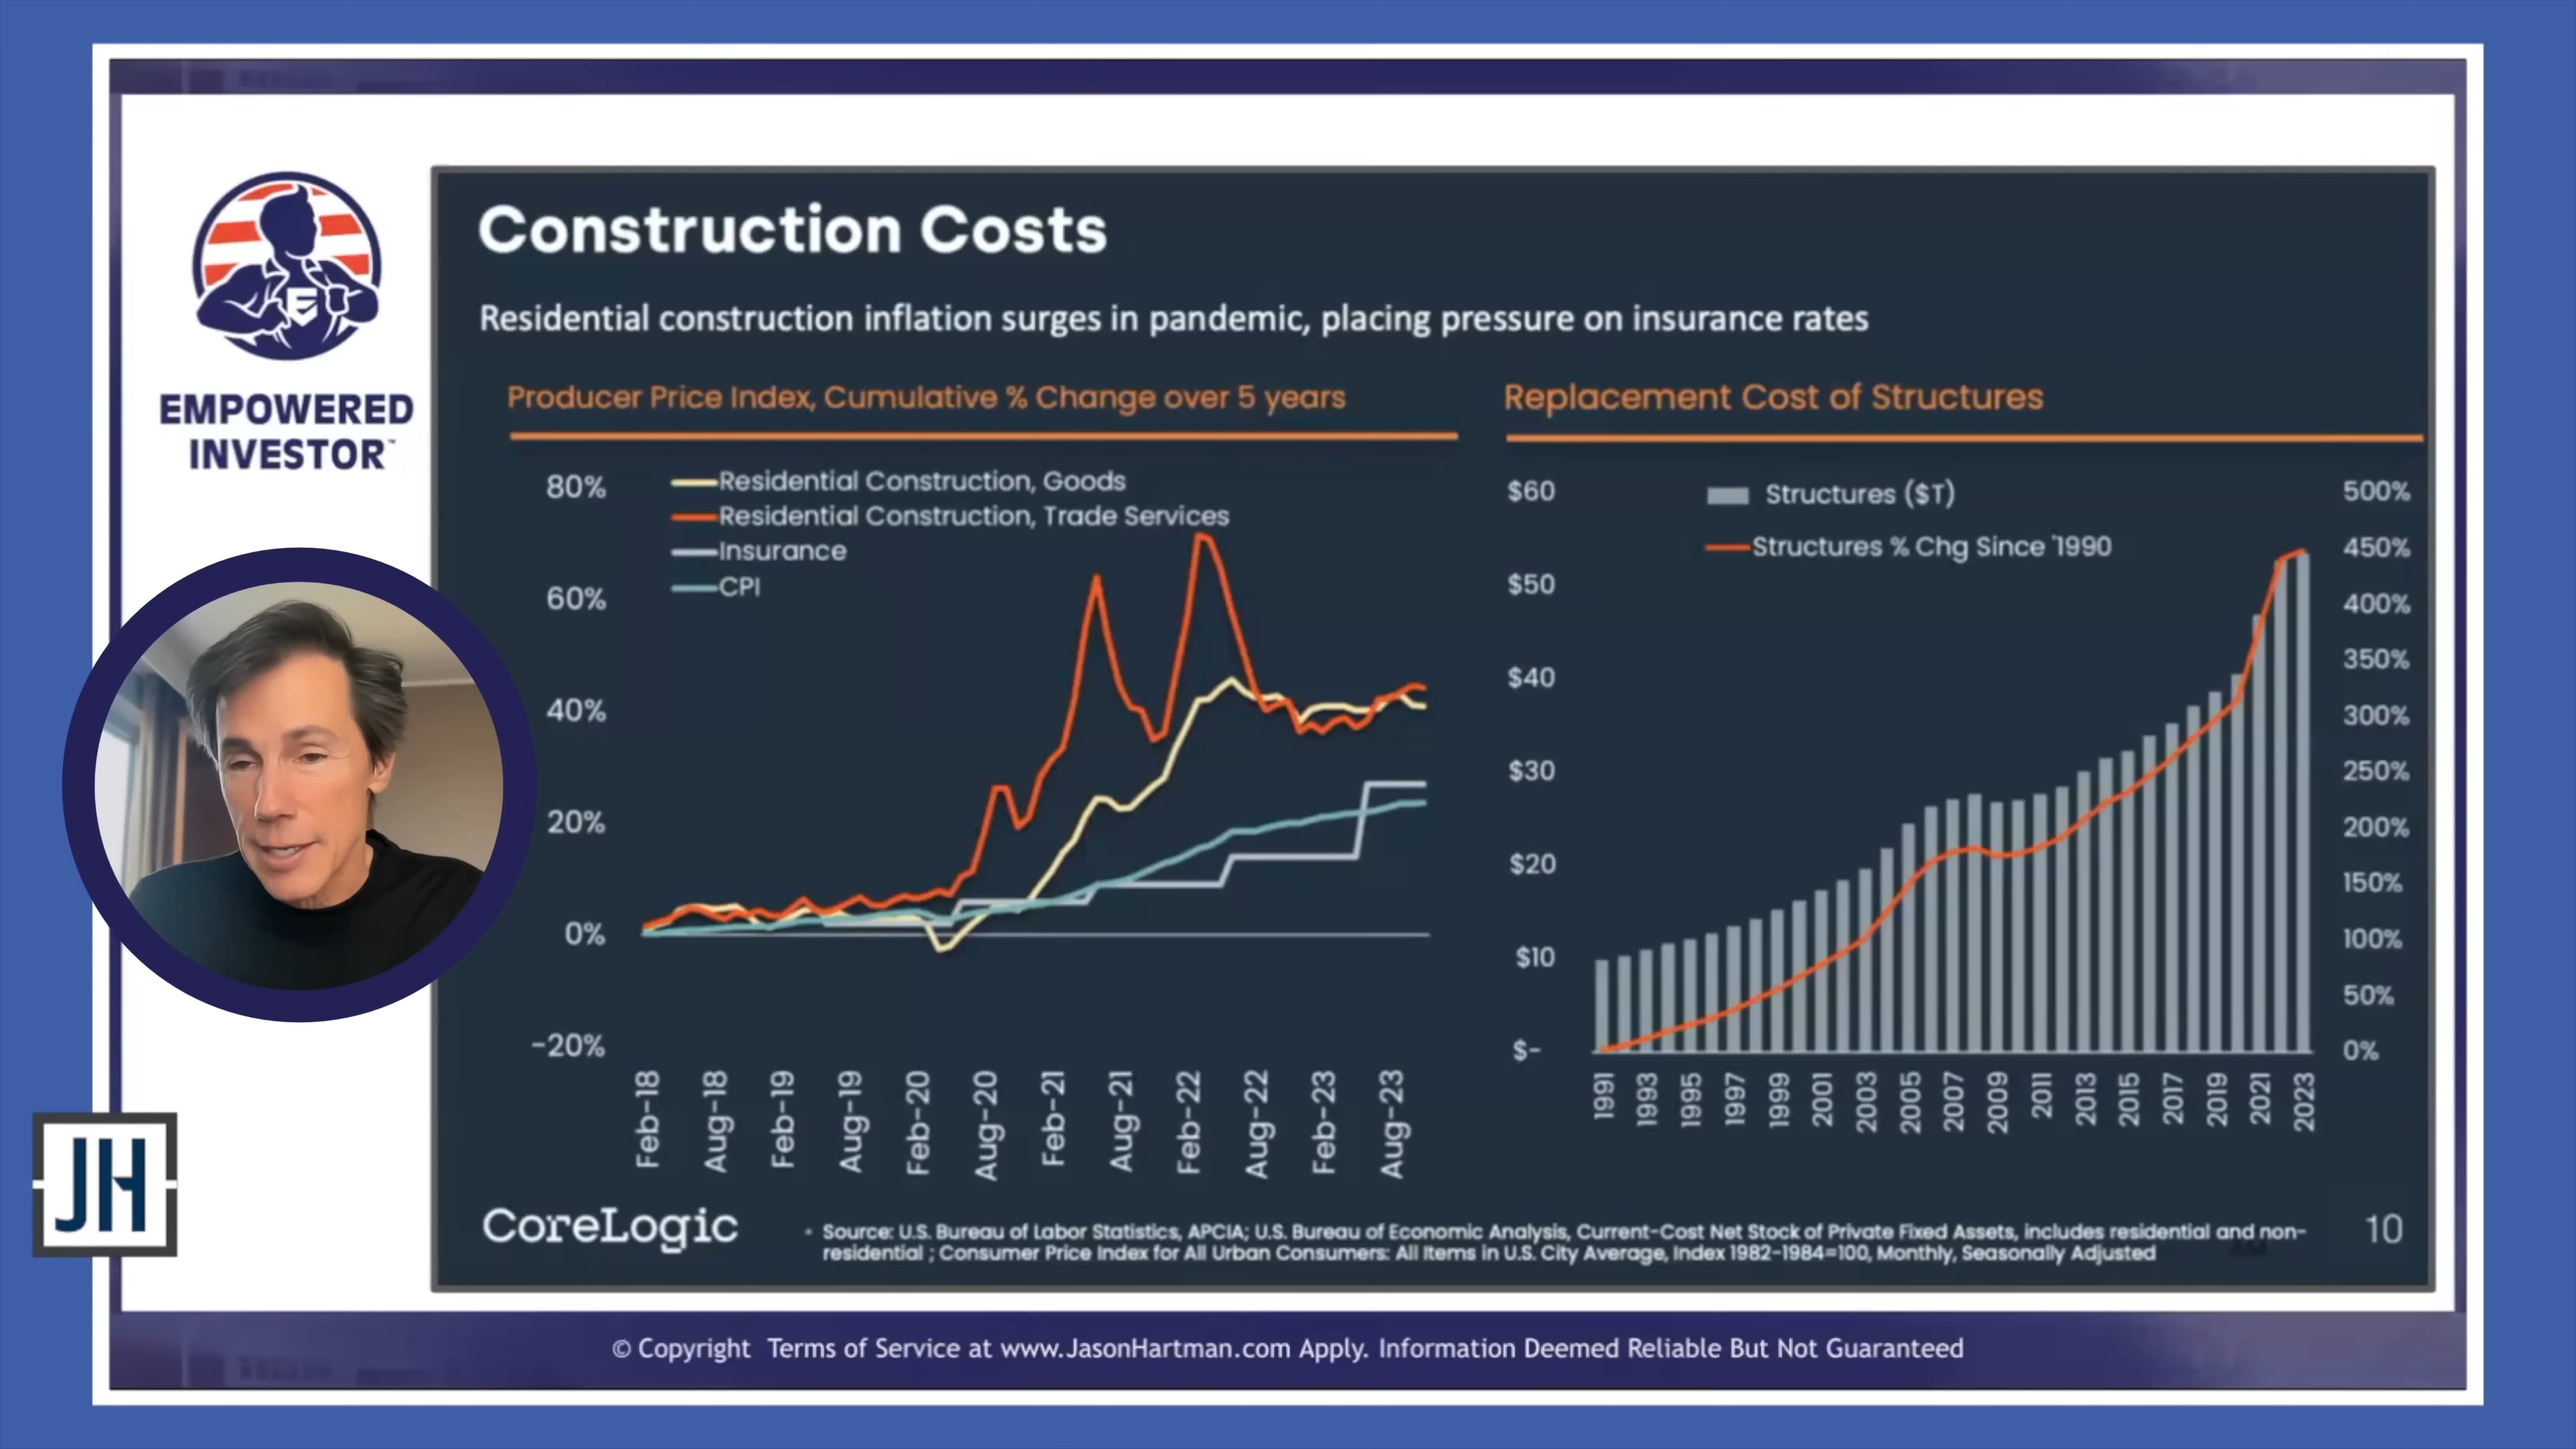 EMPOWERED
INVESTOR™
Construction Costs
Residential construction inflation surges in pandemic, placing pressure on insurance rates
Producer Price Index, Cumulative % Change over 5 years
80%
60%
40%
20%
0%
-20%
Residential Construction, Goods
Residential Construction, Trade Services
Insurance
CPI
Feb-18
Aug-18
Feb-19
Aug-19
Feb-20
Aug-20
Feb-21
Aug-21
Feb-22
Aug-22
Feb-23
Aug-23
Replacement Cost of Structures
$60
$50
$40
$30
$20
$10
$-
Structures ($T)
Structures % Chg Since '1990
500%
450%
400%
350%
300%
250%
200%
150%
100%
50%
0%
1991
1993
1995
1997
1999
2001
2003
2005
2007
2009
2011
2013
2015
2017
2019
2021
2023
JH
CoreLogic
• Source: U.S. Bureau of Labor Statistics, APCIA; U.S. Bureau of Economic Analysis, Current-Cost Net Stock of Private Fixed Assets, includes residential and non-
residential ; Consumer Price Index for All Urban Consumers: All Items in U.S. City Average, Index 1982-1984=100, Monthly, Seasonally Adjusted
10
© Copyright Terms of Service at www.JasonHartman.com Apply. Information Deemed Reliable But Not Guaranteed